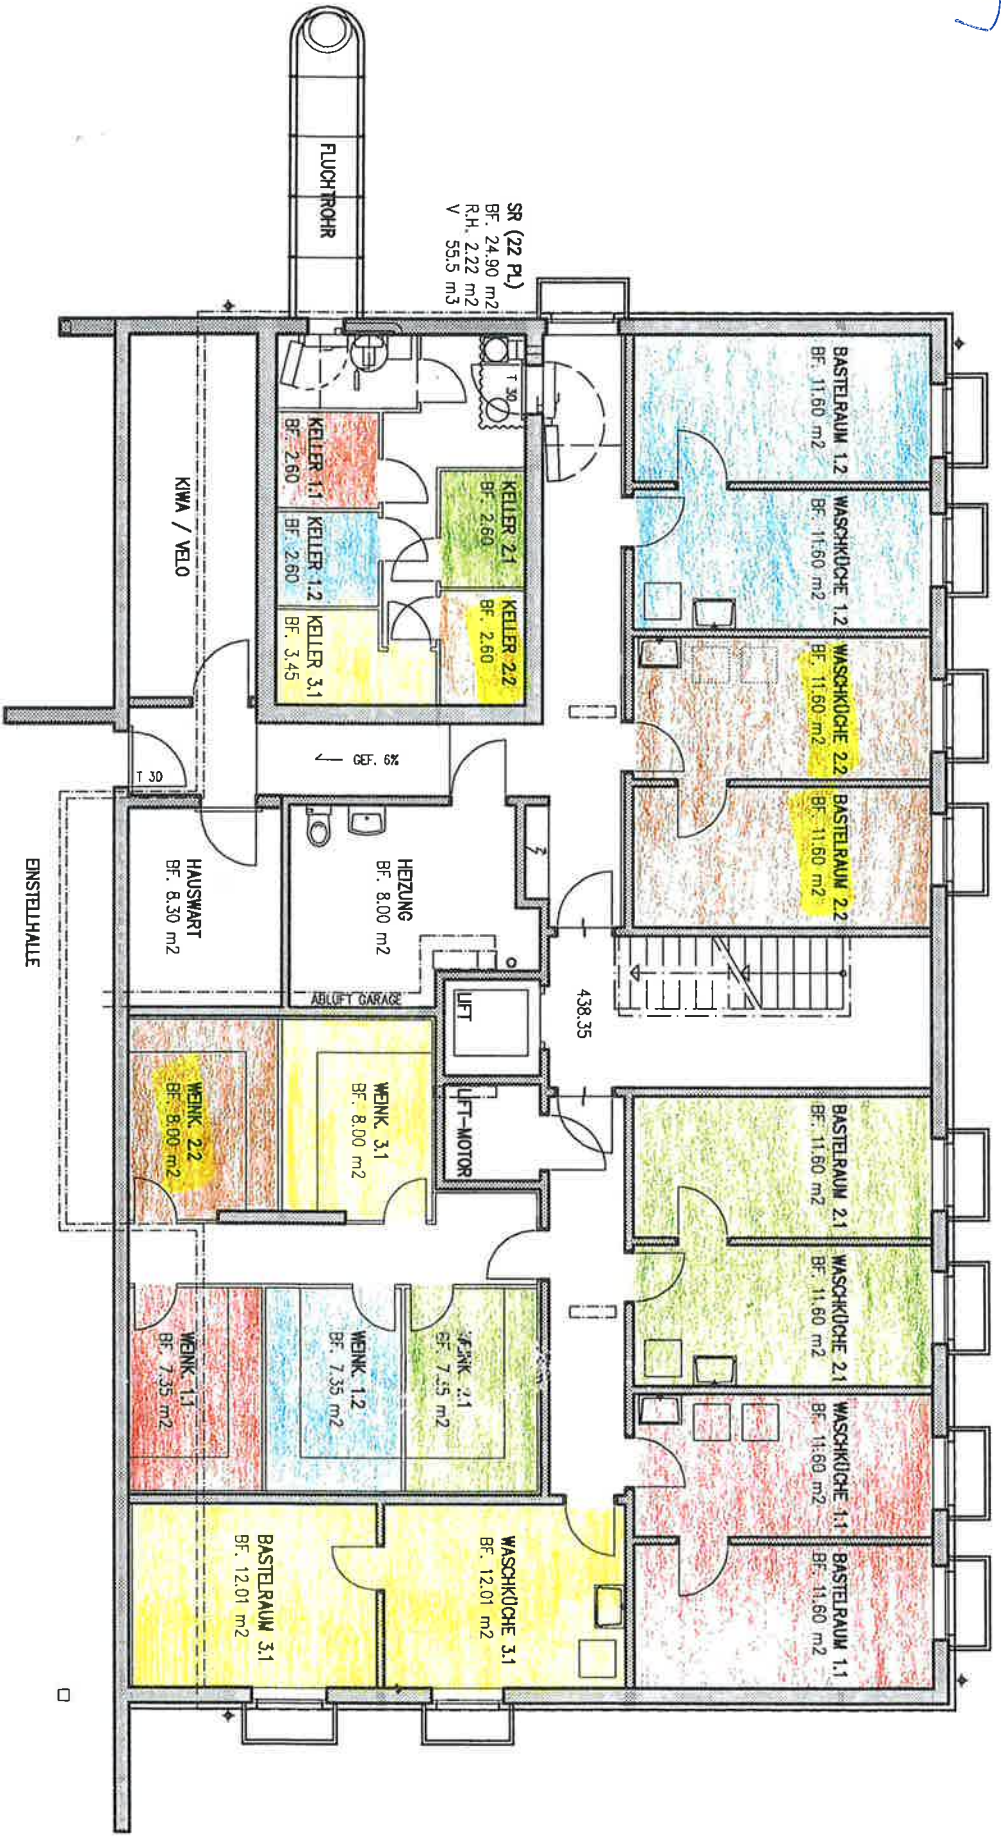 FLUCHTROHR
SR (22 PL)
BF. 24.90 m2
R.H. 2.22 m2
V 55.5 m3
BASTELRAUM 1.2
BF. 11.60 m2
WASCHKÜCHE 1.2
BF. 11.60 m2
WASCHKÜCHE 2.2
BF. 11.60 m2
BASTELRAUM 2.2
BF. 11.60 m2
BASTELRAUM 2.1
BF. 11.60 m2
WASCHKÜCHE 2.1
BF. 11.60 m2
WASCHKÜCHE 1.1
BF. 11.60 m2
BASTELRAUM 1.1
BF. 11.60 m2
T 30
KELLER 2.1
BF. 2.60
KELLER 2.2
BF. 2.60
KELLER 1.1
BF. 2.60
KELLER 1.2
BF. 2.60
KELLER 3.1
BF. 3.45
KIWA / VELO
GEF. 6%
T 30
438.35
HEIZUNG
BF. 8.00 m2
HAUSWART
BF. 8.30 m2
ABLUFT GARAGE
LIFT
LIFT-MOTOR
WEINK. 3.1
BF. 8.00 m2
WEINK. 2.2
BF. 8.00 m2
WEINK. 2.1
BF. 7.35 m2
WEINK. 1.2
BF. 7.35 m2
WEINK. 1.1
BF. 7.35 m2
WASCHKÜCHE 3.1
BF. 12.01 m2
BASTELRAUM 3.1
BF. 12.01 m2
EINSTELLHALLE